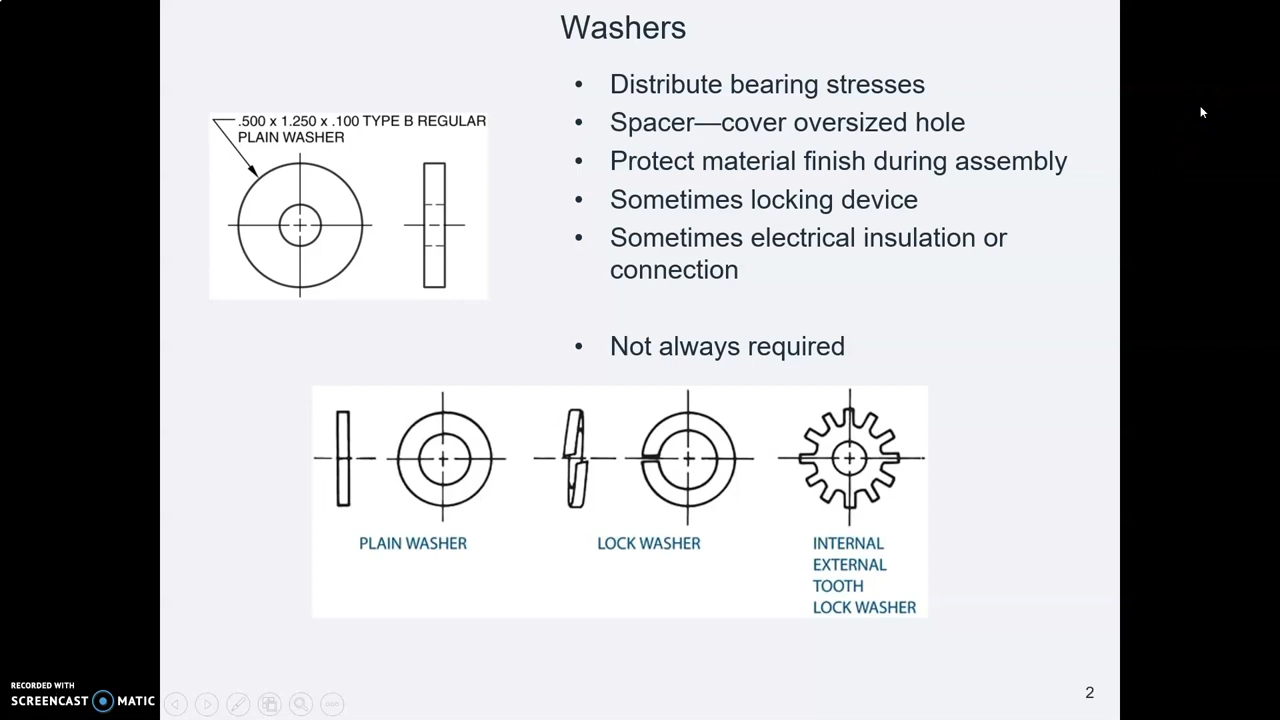 Washers
• Distribute bearing stresses
• Spacer—cover oversized hole
• Protect material finish during assembly
• Sometimes locking device
• Sometimes electrical insulation or
connection
• Not always required
.500 x 1.250 x .100 TYPE B REGULAR
PLAIN WASHER
PLAIN WASHER
LOCK WASHER
INTERNAL
EXTERNAL
TOOTH
LOCK WASHER
2
RECORDED WITH
SCREENCAST MATIC